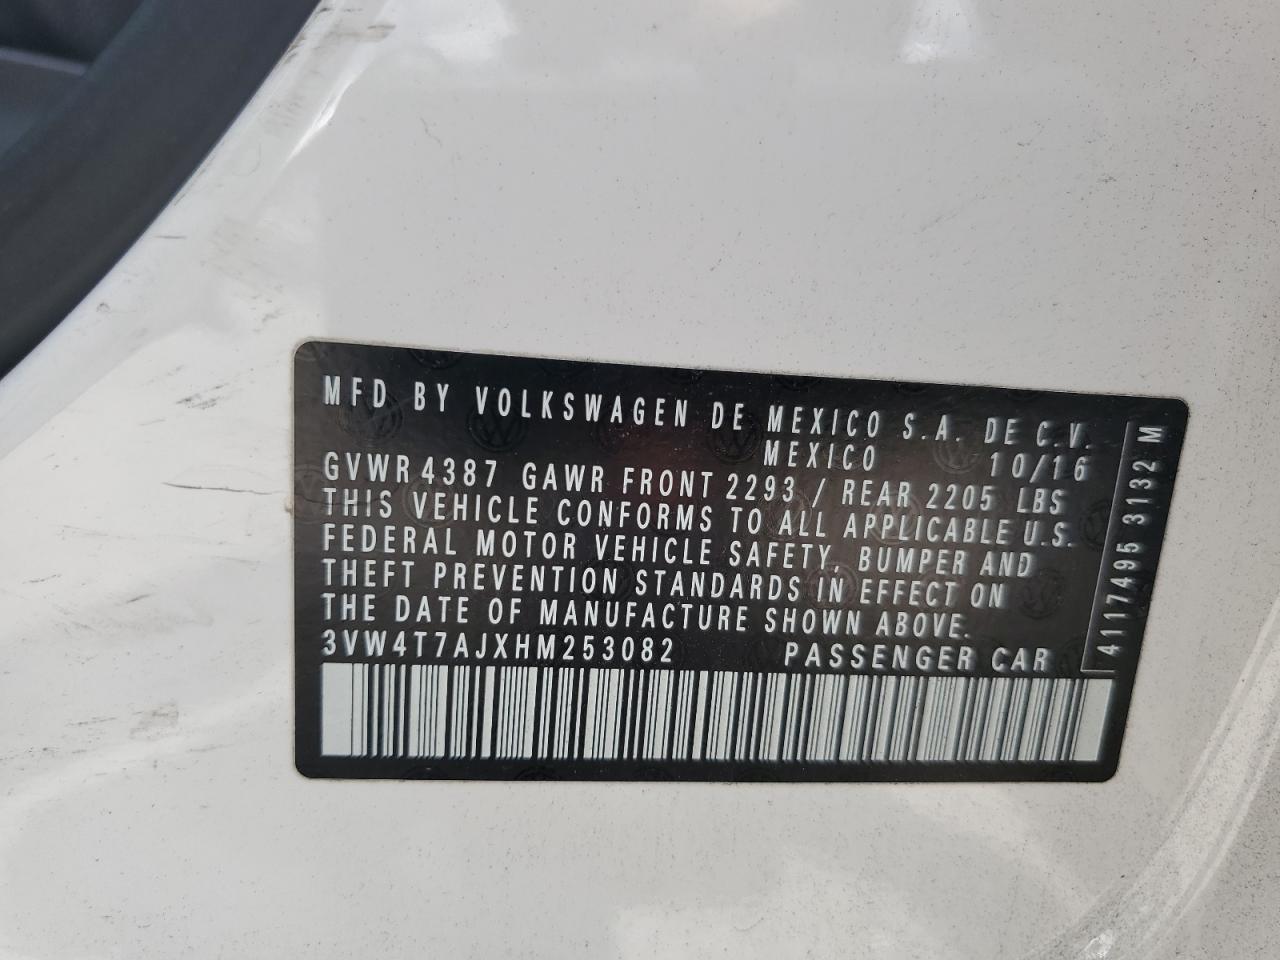 MFD BY VOLKSWAGEN DE MEXICO S.A. DE C.V.
MEXICO 10/16
GVWR 4387 GAWR FRONT 2293 / REAR 2205 LBS
THIS VEHICLE CONFORMS TO ALL APPLICABLE U.S.
FEDERAL MOTOR VEHICLE SAFETY, BUMPER AND
THEFT PREVENTION STANDARDS IN EFFECT ON
THE DATE OF MANUFACTURE SHOWN ABOVE.
3VW4T7AJXHM253082 PASSENGER CAR
4117495 3132 M